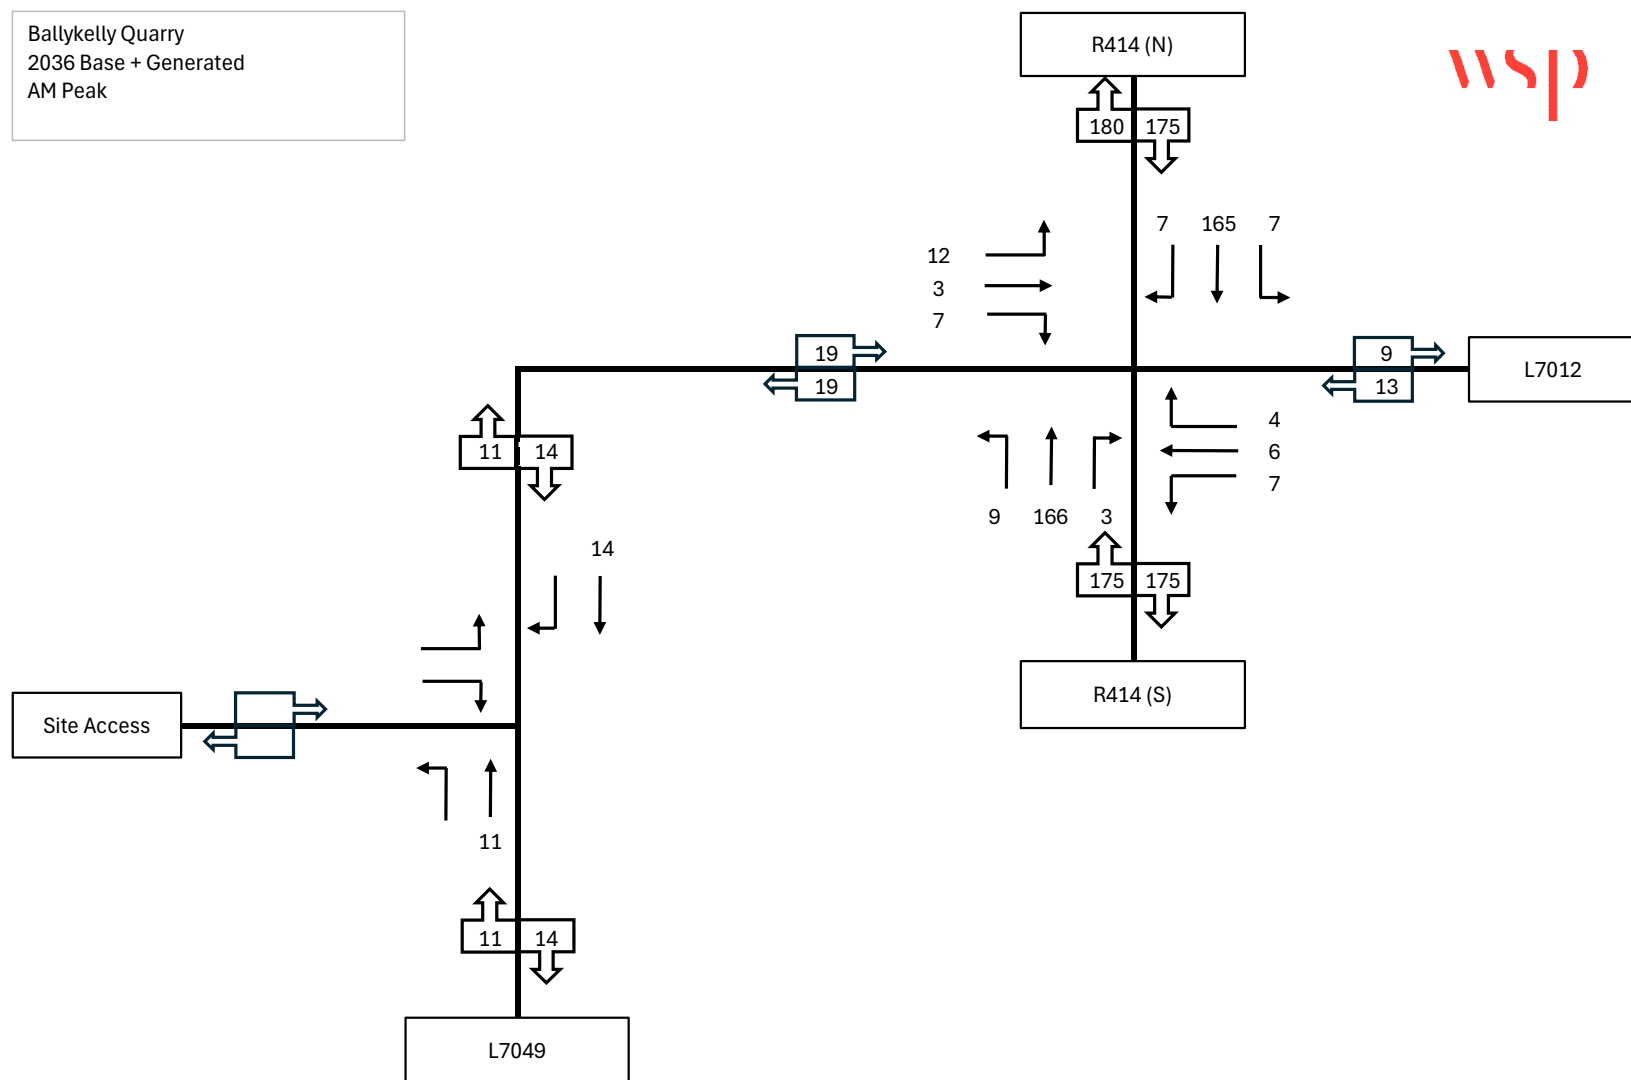 Ballykelly Quarry
2036 Base + Generated
AM Peak
R414 (N)
wsp
180 175
7 165 7
12
3
7
19
19
9
13
L7012
11 14
4
6
7
9 166 3
14
175 175
R414 (S)
Site Access
11
11 14
L7049